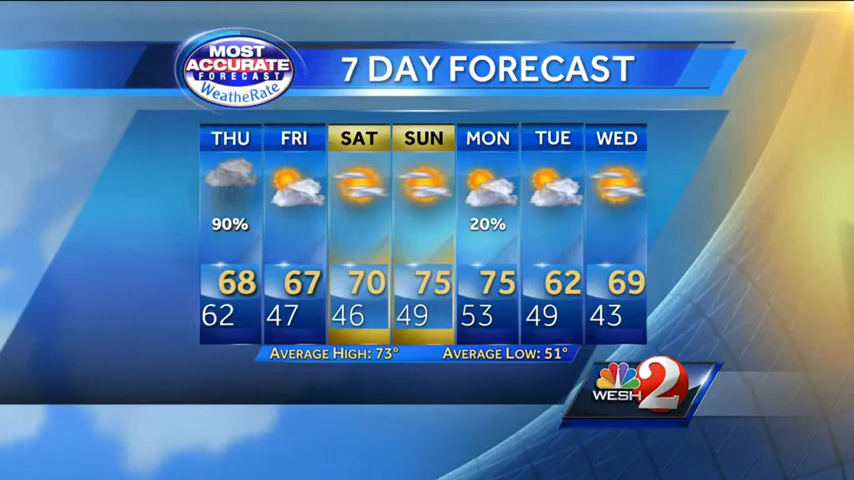 MOST
ACCURATE
FORECAST
WeatheRate
7 DAY FORECAST
THU FRI SAT SUN MON TUE WED
90% 20%
68 67 70 75 75 62 69
62 47 46 49 53 49 43
AVERAGE HIGH: 73° AVERAGE LOW: 51°
WESH 2